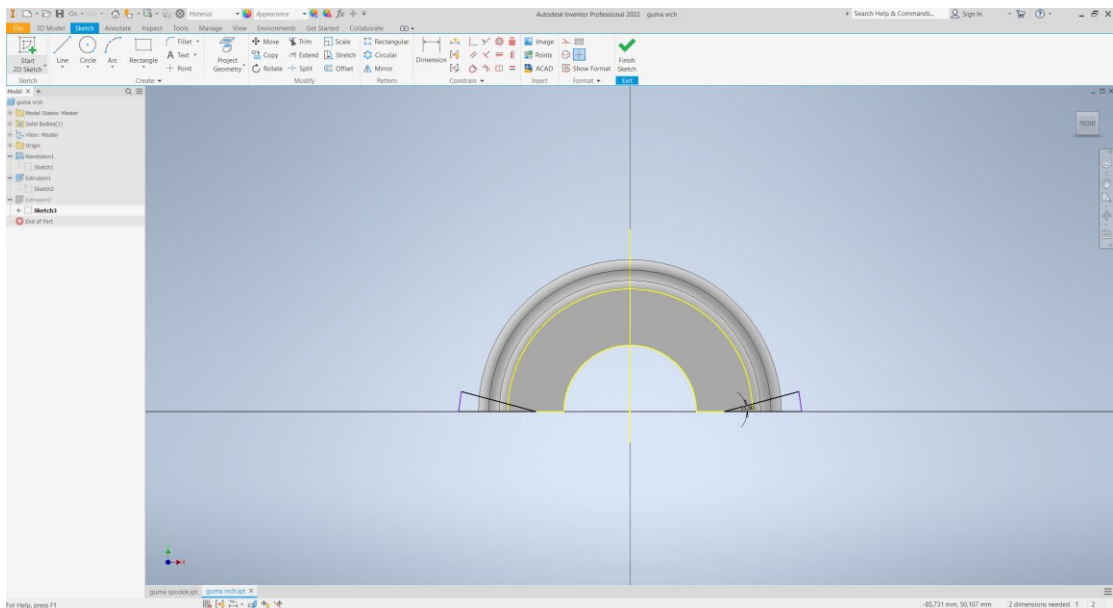 Material
Appearance
Autodesk Inventor Professional 2022 guma vrch
Search Help & Commands...
Sign In
File 3D Model Sketch Annotate Inspect Tools Manage View Environments Get Started Collaborate
Start 2D Sketch
Line
Circle
Arc
Rectangle
Fillet
Text
Point
Project Geometry
Move Trim Scale
Copy Extend Stretch
Rotate Split Offset
Rectangular
Circular
Mirror
Dimension
Image
Points
ACAD
Show Format
Finish Sketch
Sketch Create Modify Pattern Constrain Insert Format Exit
Model
guma vrch
Model States: Master
Solid Bodies(1)
View: Master
Origin
Revolution1
Sketch1
Extrusion1
Sketch2
Extrusion2
Sketch3
End of Part
FRONT
X
guma spodek.ipt guma vrch.ipt
For Help, press F1
-85,731 mm, 50,107 mm 2 dimensions needed 1 2